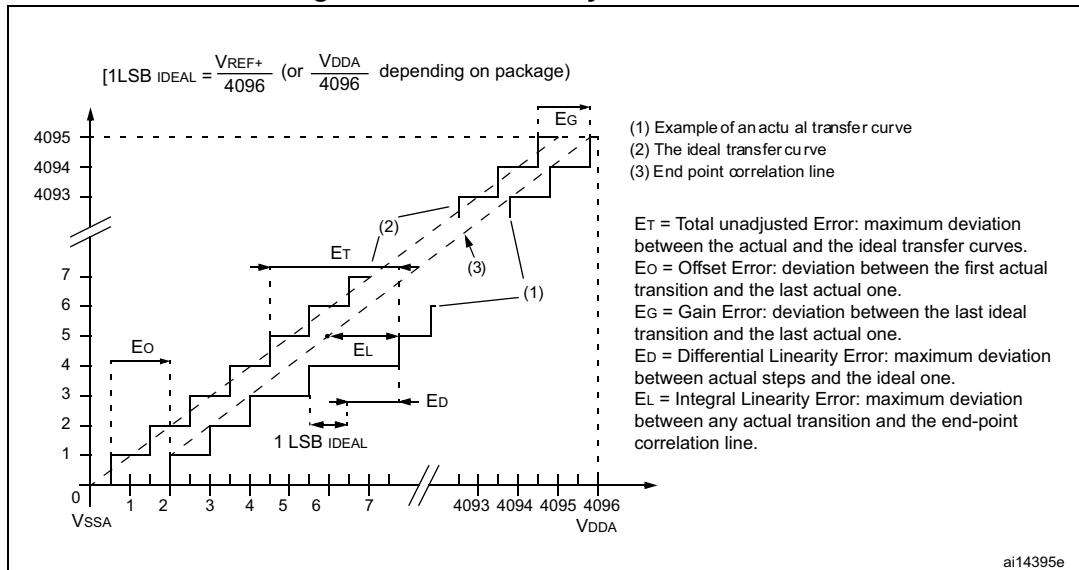 [1LSB IDEAL = VREF+ / 4096 (or VDDA / 4096 depending on package)
EG
4095
4094
4093
7
6
5
4
3
2
1
0
(2)
ET
(3)
(1)
EO
EL
ED
1 LSB IDEAL
1 2 3 4 5 6 7 4093 4094 4095 4096
VSSA
VDDA
(1) Example of an actu al transfer curve
(2) The ideal transfer curve
(3) End point correlation line
ET = Total unadjusted Error: maximum deviation
between the actual and the ideal transfer curves.
EO = Offset Error: deviation between the first actual
transition and the last actual one.
EG = Gain Error: deviation between the last ideal
transition and the last actual one.
ED = Differential Linearity Error: maximum deviation
between actual steps and the ideal one.
EL = Integral Linearity Error: maximum deviation
between any actual transition and the end-point
correlation line.
ai14395e